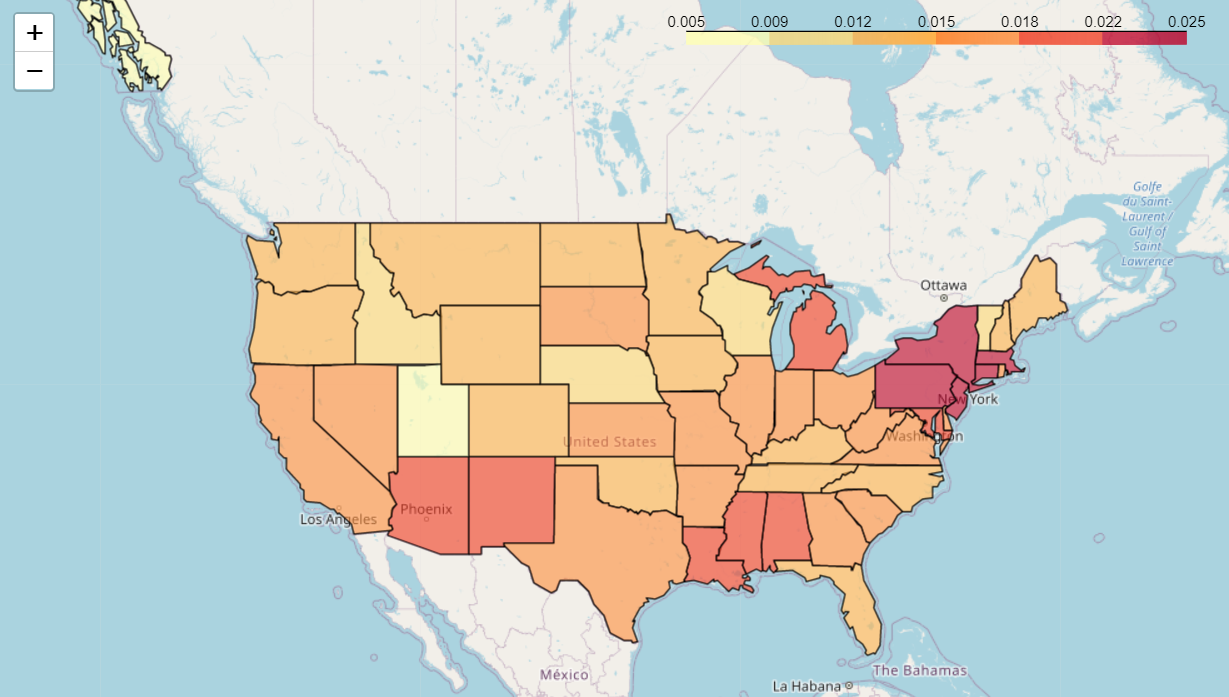 +
−
0.005 0.009 0.012 0.015 0.018 0.022 0.025
Golfe
du Saint-
Laurent /
Gulf of
Saint
Lawrence
Ottawa
New York
Washington
United States
Phoenix
Los Angeles
México
The Bahamas
La Habana